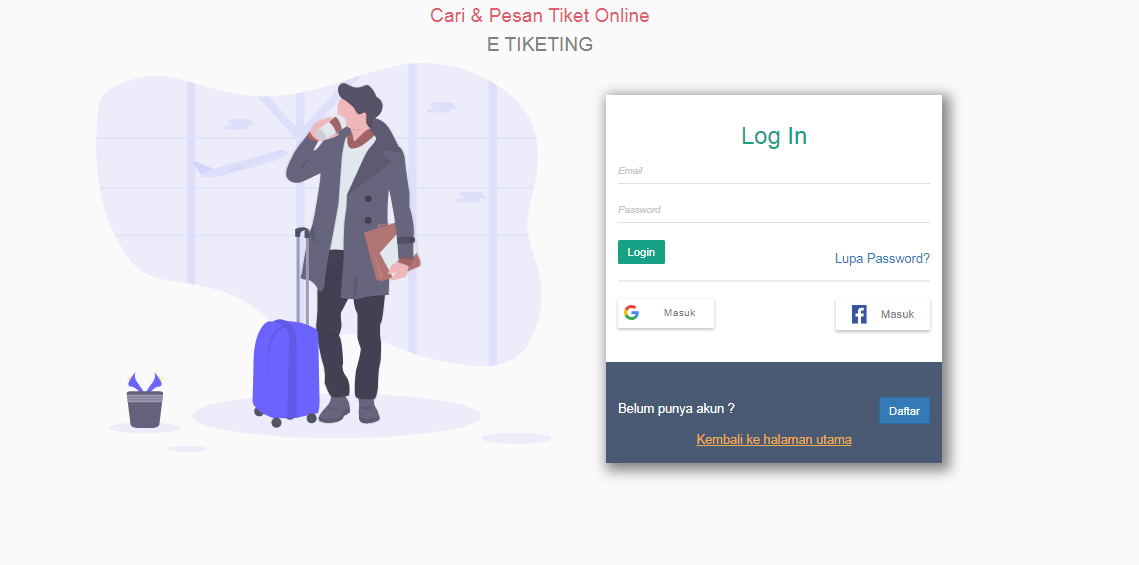 Cari & Pesan Tiket Online
E TIKETING
Log In
Email
Password
Login
Lupa Password?
Masuk
Masuk
Belum punya akun ?
Daftar
Kembali ke halaman utama